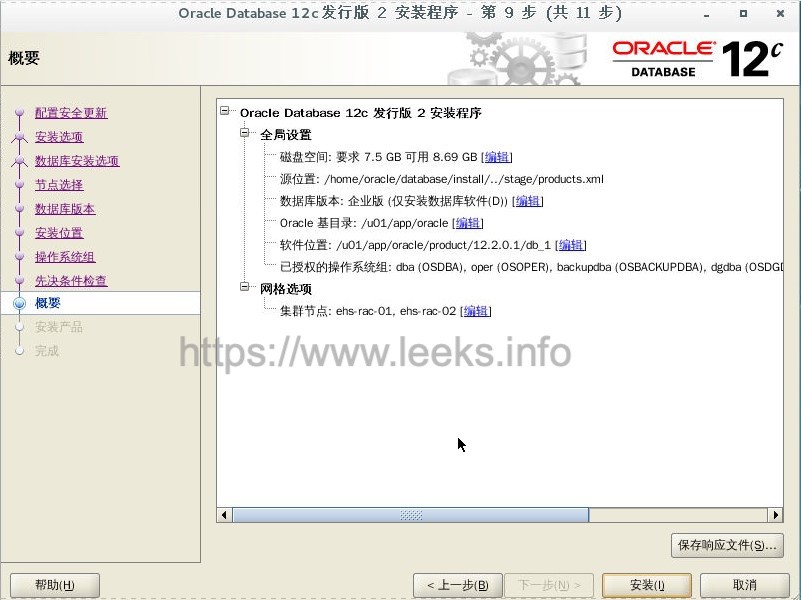 Oracle Database 12c 发行版 2 安装程序 - 第 9 步 (共 11 步)
概要
ORACLE
DATABASE
12c
配置安全更新
安装选项
数据库安装选项
节点选择
数据库版本
安装位置
操作系统组
先决条件检查
概要
安装产品
完成
Oracle Database 12c 发行版 2 安装程序
全局设置
磁盘空间: 要求 7.5 GB 可用 8.69 GB [编辑]
源位置: /home/oracle/database/install/../stage/products.xml
数据库版本: 企业版 (仅安装数据库软件(D)) [编辑]
Oracle 基目录: /u01/app/oracle [编辑]
软件位置: /u01/app/oracle/product/12.2.0.1/db_1 [编辑]
已授权的操作系统组: dba (OSDBA), oper (OSOPER), backupdba (OSBACKUPDBA), dgdba (OSDGD
网格选项
集群节点: ehs-rac-01, ehs-rac-02 [编辑]
https://www.leeks.info
保存响应文件(S)...
帮助(H)
< 上一步(B)
下一步(N) >
安装(I)
取消